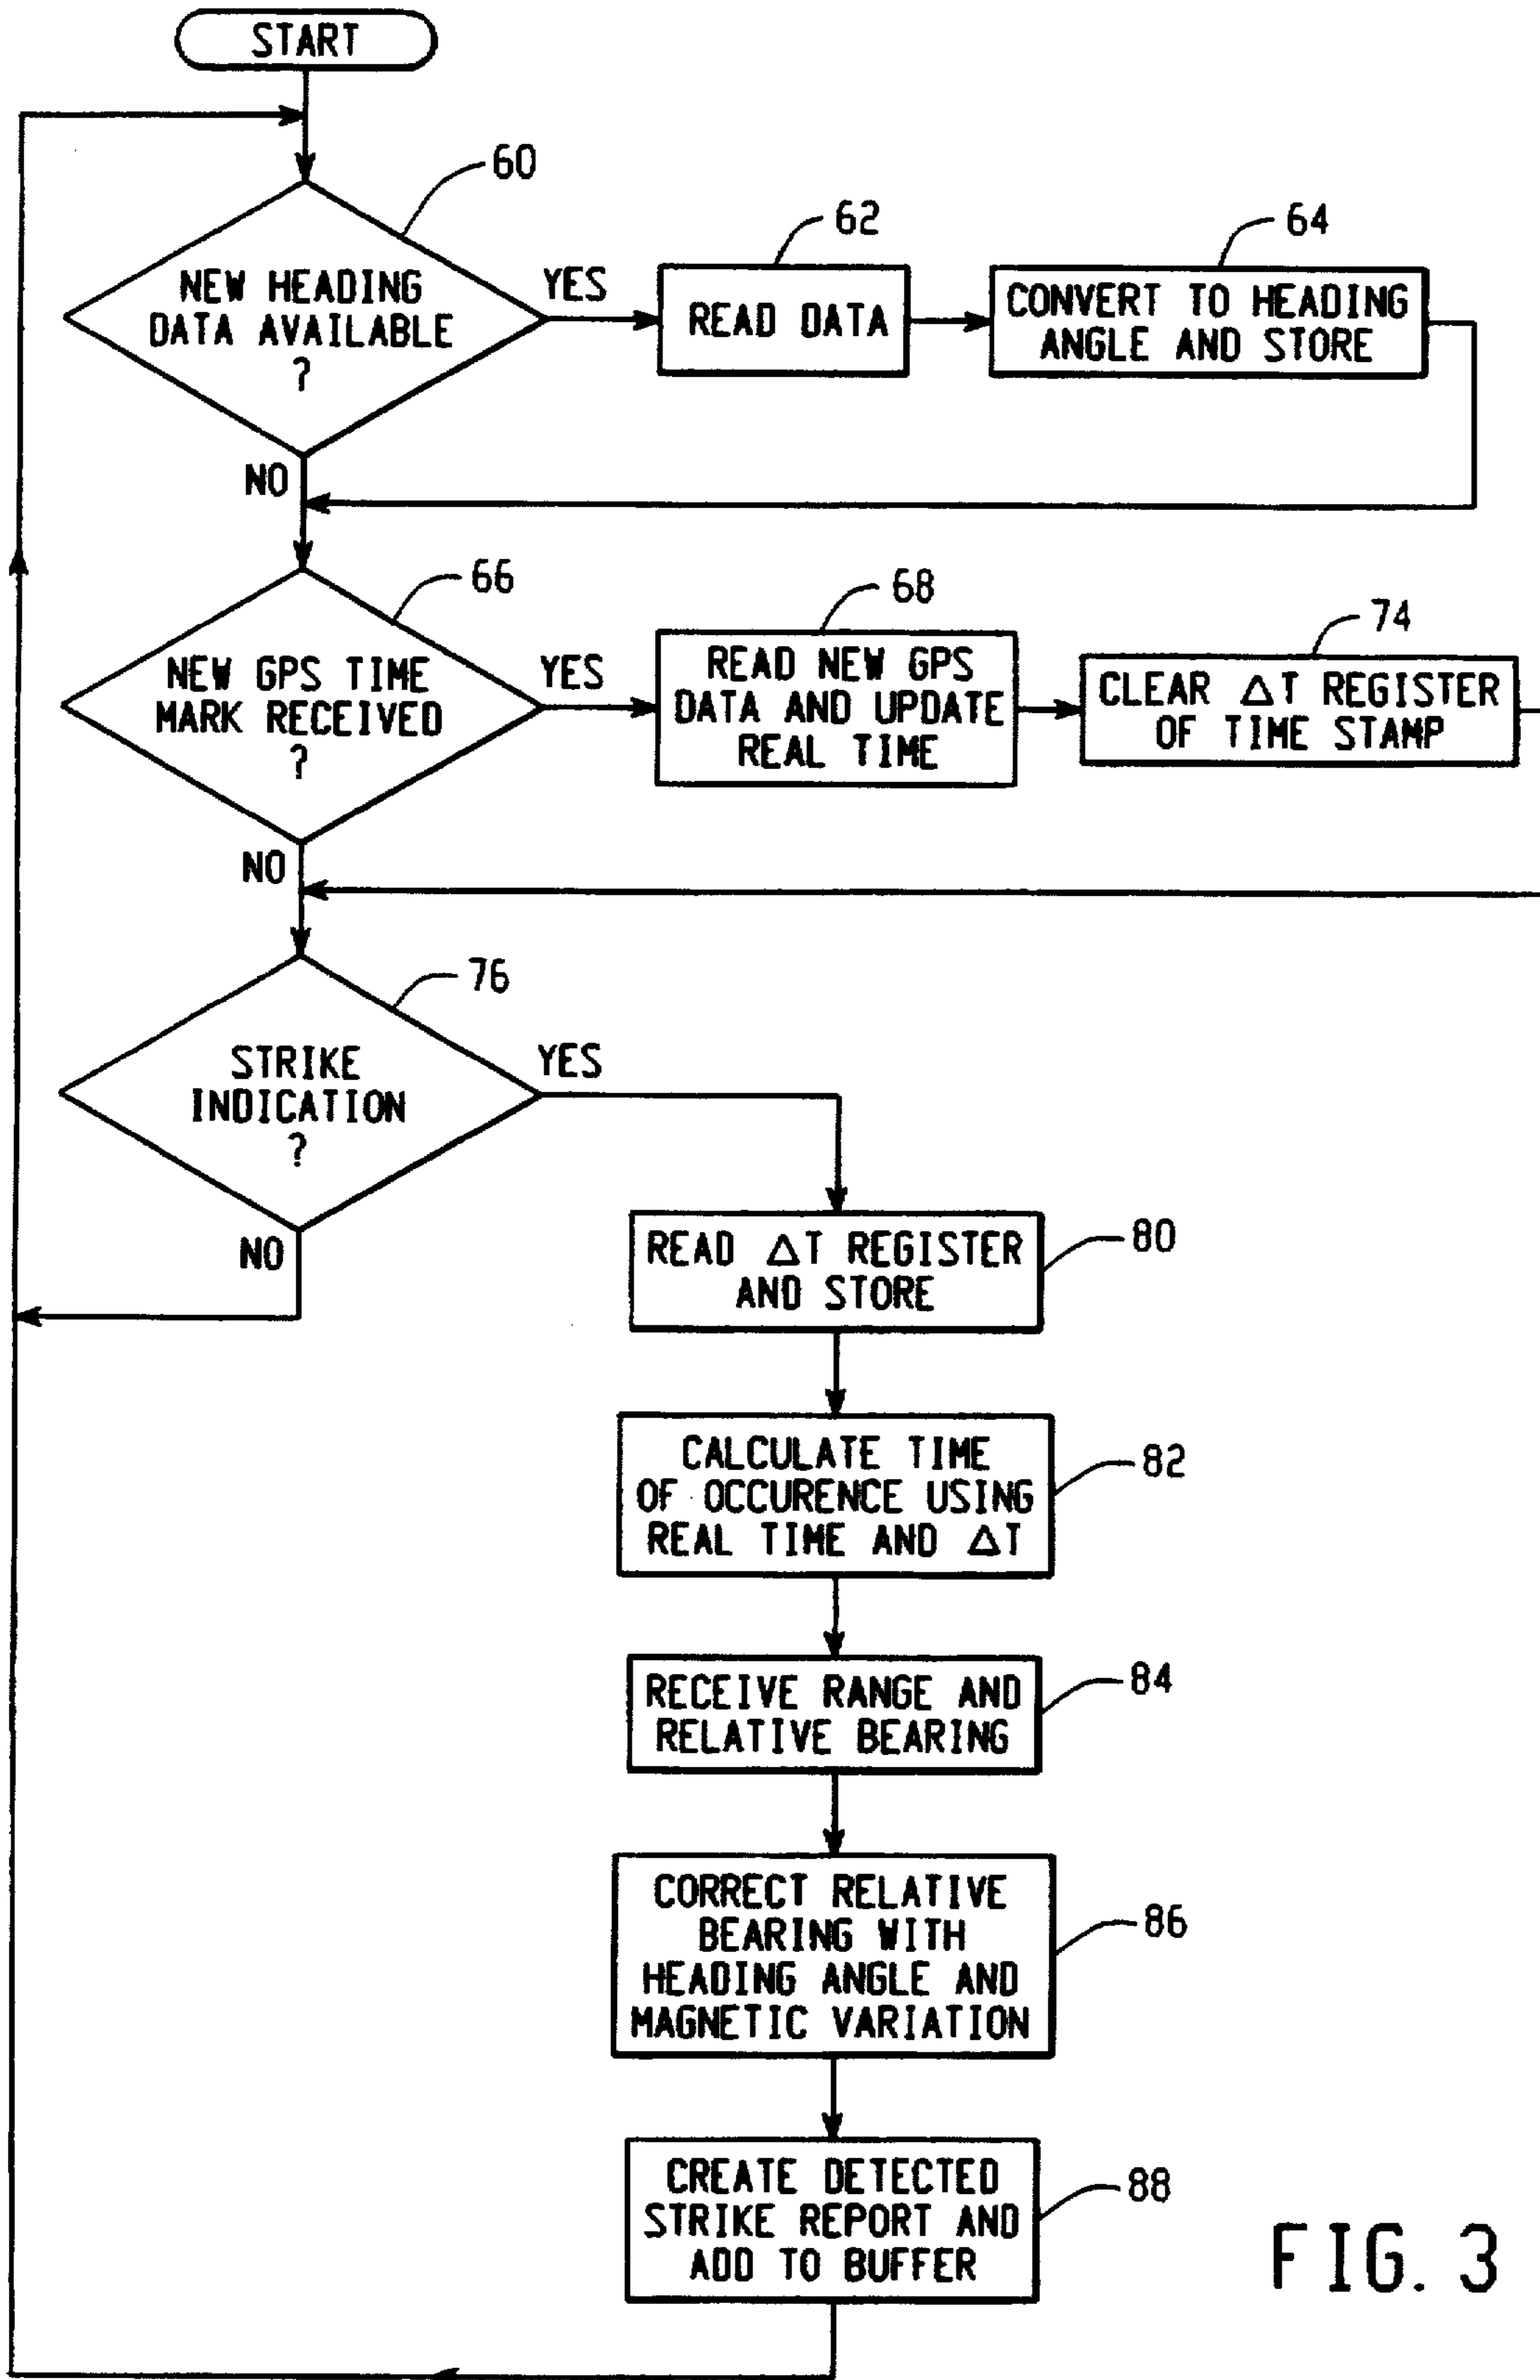 START
60
NEW HEADING
DATA AVAILABLE
?
YES
NO
62
READ DATA
64
CONVERT TO HEADING
ANGLE AND STORE
66
NEW GPS TIME
MARK RECEIVED
?
YES
NO
68
READ NEW GPS
DATA AND UPDATE
REAL TIME
74
CLEAR ΔT REGISTER
OF TIME STAMP
76
STRIKE
INDICATION
?
YES
NO
READ ΔT REGISTER
AND STORE
80
CALCULATE TIME
OF OCCURENCE USING
REAL TIME AND ΔT
82
RECEIVE RANGE AND
RELATIVE BEARING
84
CORRECT RELATIVE
BEARING WITH
HEADING ANGLE AND
MAGNETIC VARIATION
86
CREATE DETECTED
STRIKE REPORT AND
ADD TO BUFFER
88
FIG. 3